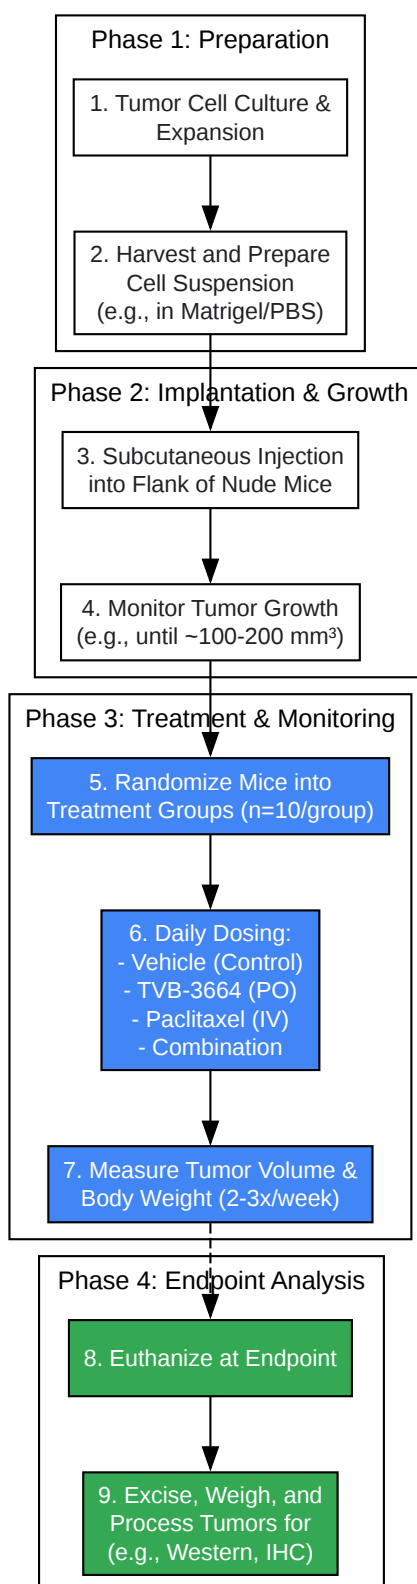 Phase 1: Preparation
1. Tumor Cell Culture &
Expansion
2. Harvest and Prepare
Cell Suspension
(e.g., in Matrigel/PBS)
Phase 2: Implantation & Growth
3. Subcutaneous Injection
into Flank of Nude Mice
4. Monitor Tumor Growth
(e.g., until ~100-200 mm³)
Phase 3: Treatment & Monitoring
5. Randomize Mice into
Treatment Groups (n=10/group)
6. Daily Dosing:
- Vehicle (Control)
- TVB-3664 (PO)
- Paclitaxel (IV)
- Combination
7. Measure Tumor Volume &
Body Weight (2-3x/week)
Phase 4: Endpoint Analysis
8. Euthanize at Endpoint
9. Excise, Weigh, and
Process Tumors for
(e.g., Western, IHC)